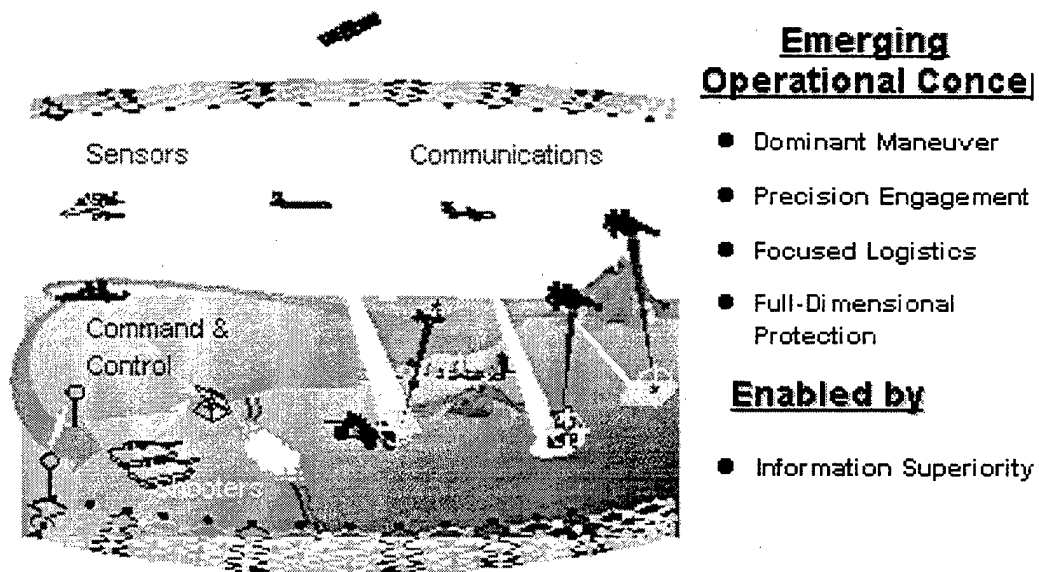 Emerging
Operational Conce
Sensors
Communications
● Dominant Maneuver
● Precision Engagement
● Focused Logistics
● Full-Dimensional
Protection
Command &
Control
Shooters
Enabled by
● Information Superiority